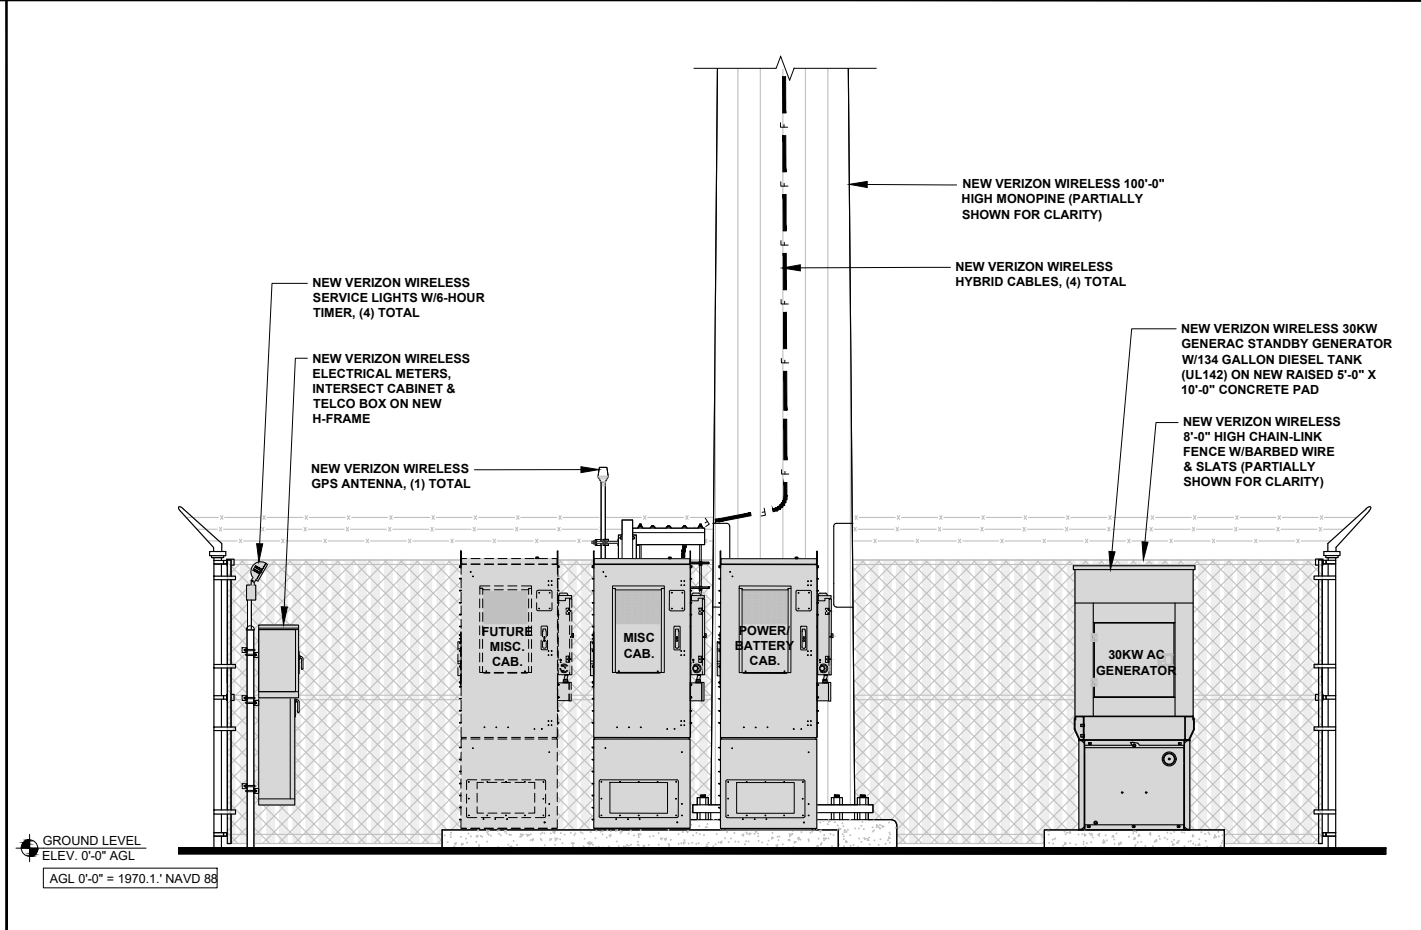 NEW VERIZON WIRELESS 100'-0"
HIGH MONOPINE (PARTIALLY
SHOWN FOR CLARITY)
NEW VERIZON WIRELESS
HYBRID CABLES, (4) TOTAL
NEW VERIZON WIRELESS
SERVICE LIGHTS W/6-HOUR
TIMER, (4) TOTAL
NEW VERIZON WIRELESS
ELECTRICAL METERS,
INTERSECT CABINET &
TELCO BOX ON NEW
H-FRAME
NEW VERIZON WIRELESS
GPS ANTENNA, (1) TOTAL
NEW VERIZON WIRELESS 30KW
GENERAC STANDBY GENERATOR
W/134 GALLON DIESEL TANK
(UL142) ON NEW RAISED 5'-0" X
10'-0" CONCRETE PAD
NEW VERIZON WIRELESS
8'-0" HIGH CHAIN-LINK
FENCE W/BARBED WIRE
& SLATS (PARTIALLY
SHOWN FOR CLARITY)
FUTURE
MISC.
CAB.
MISC
CAB.
POWER/
BATTERY
CAB.
30KW AC
GENERATOR
GROUND LEVEL
ELEV. 0'-0" AGL
AGL 0'-0" = 1970.1.' NAVD 88